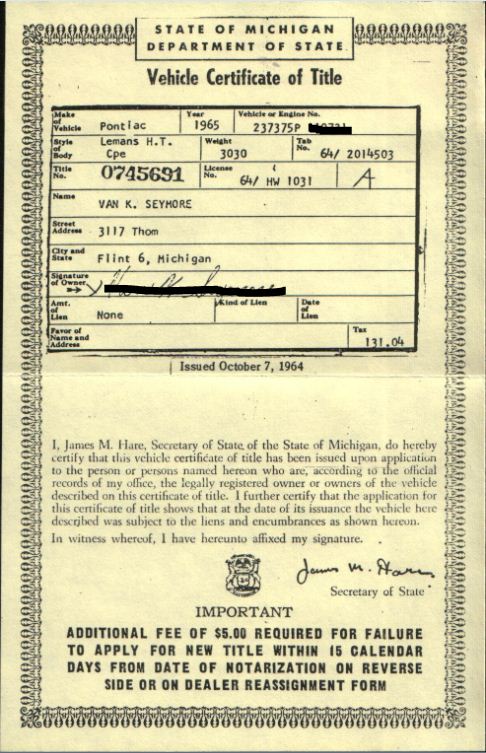 STATE OF MICHIGAN
DEPARTMENT OF STATE
Vehicle Certificate of Title
Make of Vehicle Pontiac Year 1965 Vehicle or Engine No. 237375P
Style of Body Lemans H.T. Cpe Weight 3030 Tab No. 64/ 2014503
Title No. 0745691 License No. 64/ HW 1031 A
Name VAN K. SEYMORE
Street Address 3117 Thom
City and State Flint 6, Michigan
Signature of Owner
Amt. of Lien None Kind of Lien Date of Lien
Favor of Name and Address Tax 131.04
Issued October 7, 1964
I, James M. Hare, Secretary of State of the State of Michigan, do hereby
certify that this vehicle certificate of title has been issued upon application
to the person or persons named hereon who are, according to the official
records of my office, the legally registered owner or owners of the vehicle
described on this certificate of title. I further certify that the application for
this certificate of title shows that at the date of its issuance the vehicle here
described was subject to the liens and encumbrances as shown hereon.
In witness whereof, I have hereunto affixed my signature.
James M. Hare
Secretary of State
IMPORTANT
ADDITIONAL FEE OF $5.00 REQUIRED FOR FAILURE
TO APPLY FOR NEW TITLE WITHIN 15 CALENDAR
DAYS FROM DATE OF NOTARIZATION ON REVERSE
SIDE OR ON DEALER REASSIGNMENT FORM